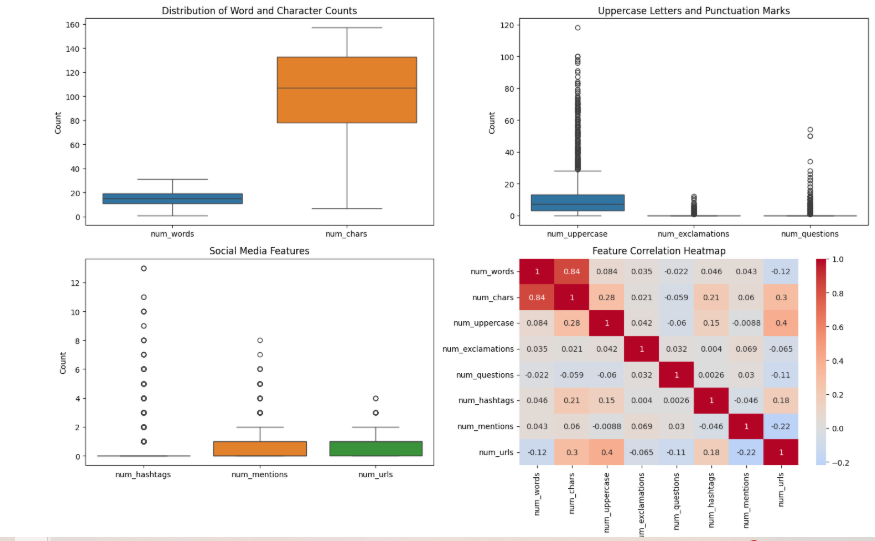 Distribution of Word and Character Counts
160
140
120
100
80
60
40
20
0
Count
num_words num_chars
Uppercase Letters and Punctuation Marks
120
100
80
60
40
20
0
Count
num_uppercase num_exclamations num_questions
Social Media Features
12
10
8
6
4
2
0
Count
num_hashtags num_mentions num_urls
Feature Correlation Heatmap
num_words 1 0.84 0.084 0.035 -0.022 0.046 0.043 -0.12
num_chars 0.84 1 0.28 0.021 -0.059 0.21 0.06 0.3
num_uppercase 0.084 0.28 1 0.042 -0.06 0.15 -0.0088 0.4
num_exclamations 0.035 0.021 0.042 1 0.032 0.004 0.069 -0.065
num_questions -0.022 -0.059 -0.06 0.032 1 0.0026 0.03 -0.11
num_hashtags 0.046 0.21 0.15 0.004 0.0026 1 -0.046 0.18
num_mentions 0.043 0.06 -0.0088 0.069 0.03 -0.046 1 -0.22
num_urls -0.12 0.3 0.4 -0.065 -0.11 0.18 -0.22 1
num_words
num_chars
num_uppercase
m_exclamations
num_questions
num_hashtags
num_mentions
num_urls
1.0
0.8
0.6
0.4
0.2
0.0
−0.2